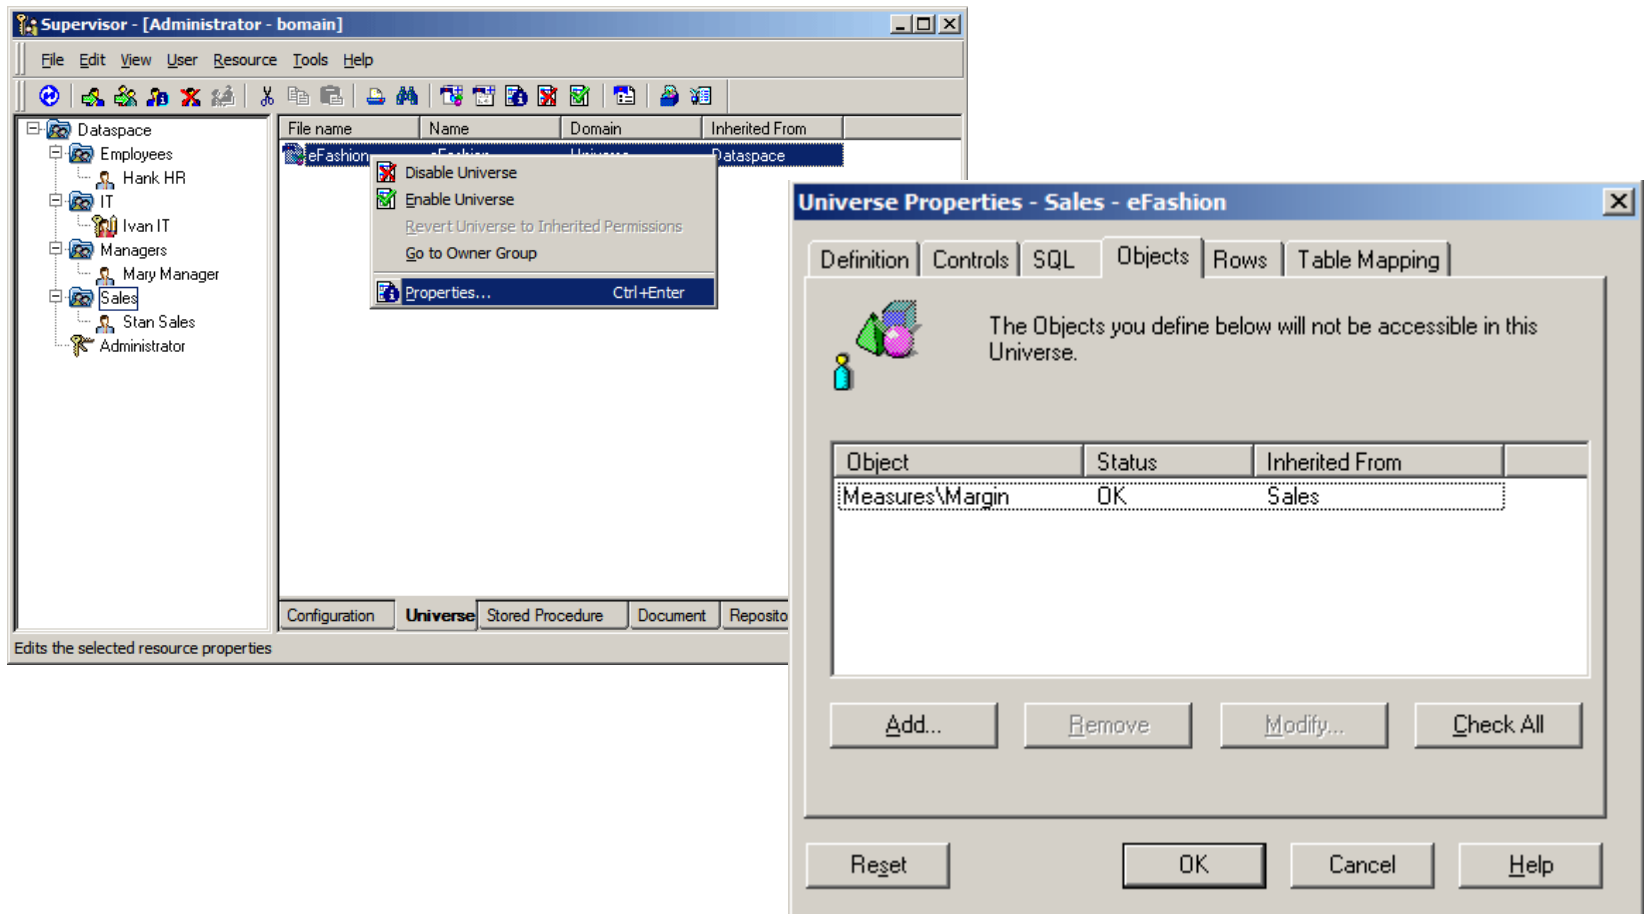 Supervisor - [Administrator - bomain]
File Edit View User Resource Tools Help
Dataspace
Employees
Hank HR
IT
Ivan IT
Managers
Mary Manager
Sales
Stan Sales
Administrator
File name Name Domain Inherited From
eFashion eFashion Universe Dataspace
Disable Universe
Enable Universe
Revert Universe to Inherited Permissions
Go to Owner Group
Properties... Ctrl+Enter
Configuration Universe Stored Procedure Document Reposito
Edits the selected resource properties
Universe Properties - Sales - eFashion
Definition Controls SQL Objects Rows Table Mapping
The Objects you define below will not be accessible in this
Universe.
Object Status Inherited From
Measures\Margin OK Sales
Add... Remove Modify... Check All
Reset OK Cancel Help